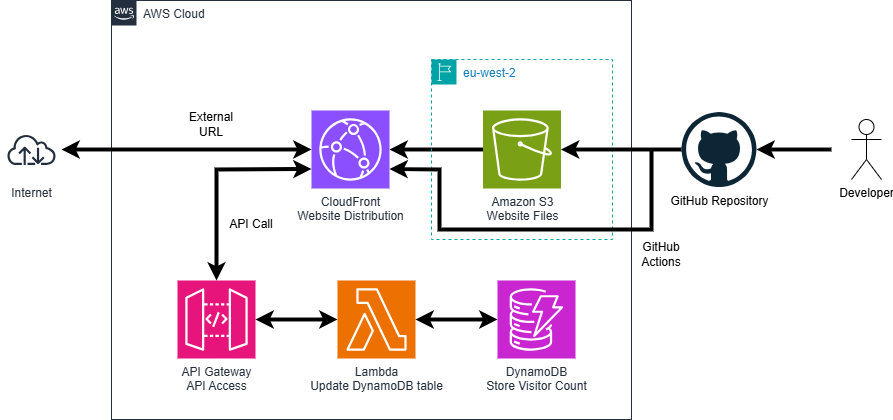 aws
AWS Cloud
eu-west-2
External
URL
Internet
CloudFront
Website Distribution
Amazon S3
Website Files
GitHub Repository
Developer
API Call
GitHub
Actions
API Gateway
API Access
Lambda
Update DynamoDB table
DynamoDB
Store Visitor Count